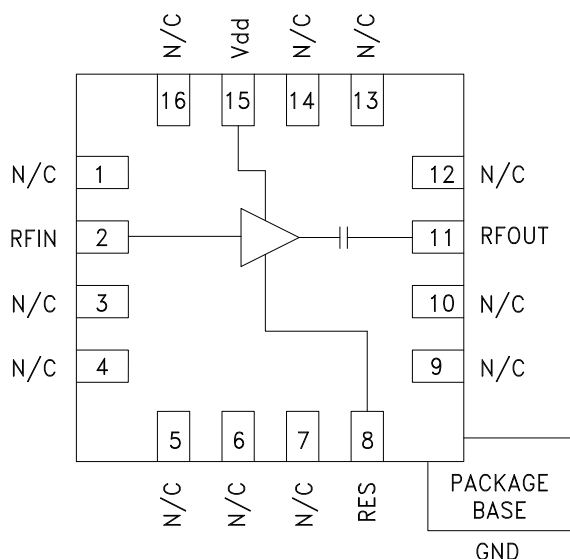 N/C
Vdd
N/C
N/C
16
15
14
13
N/C 1
12 N/C
RFIN 2
11 RFOUT
N/C 3
10 N/C
N/C 4
9 N/C
5
6
7
8
N/C
N/C
N/C
RES
PACKAGE
BASE
GND